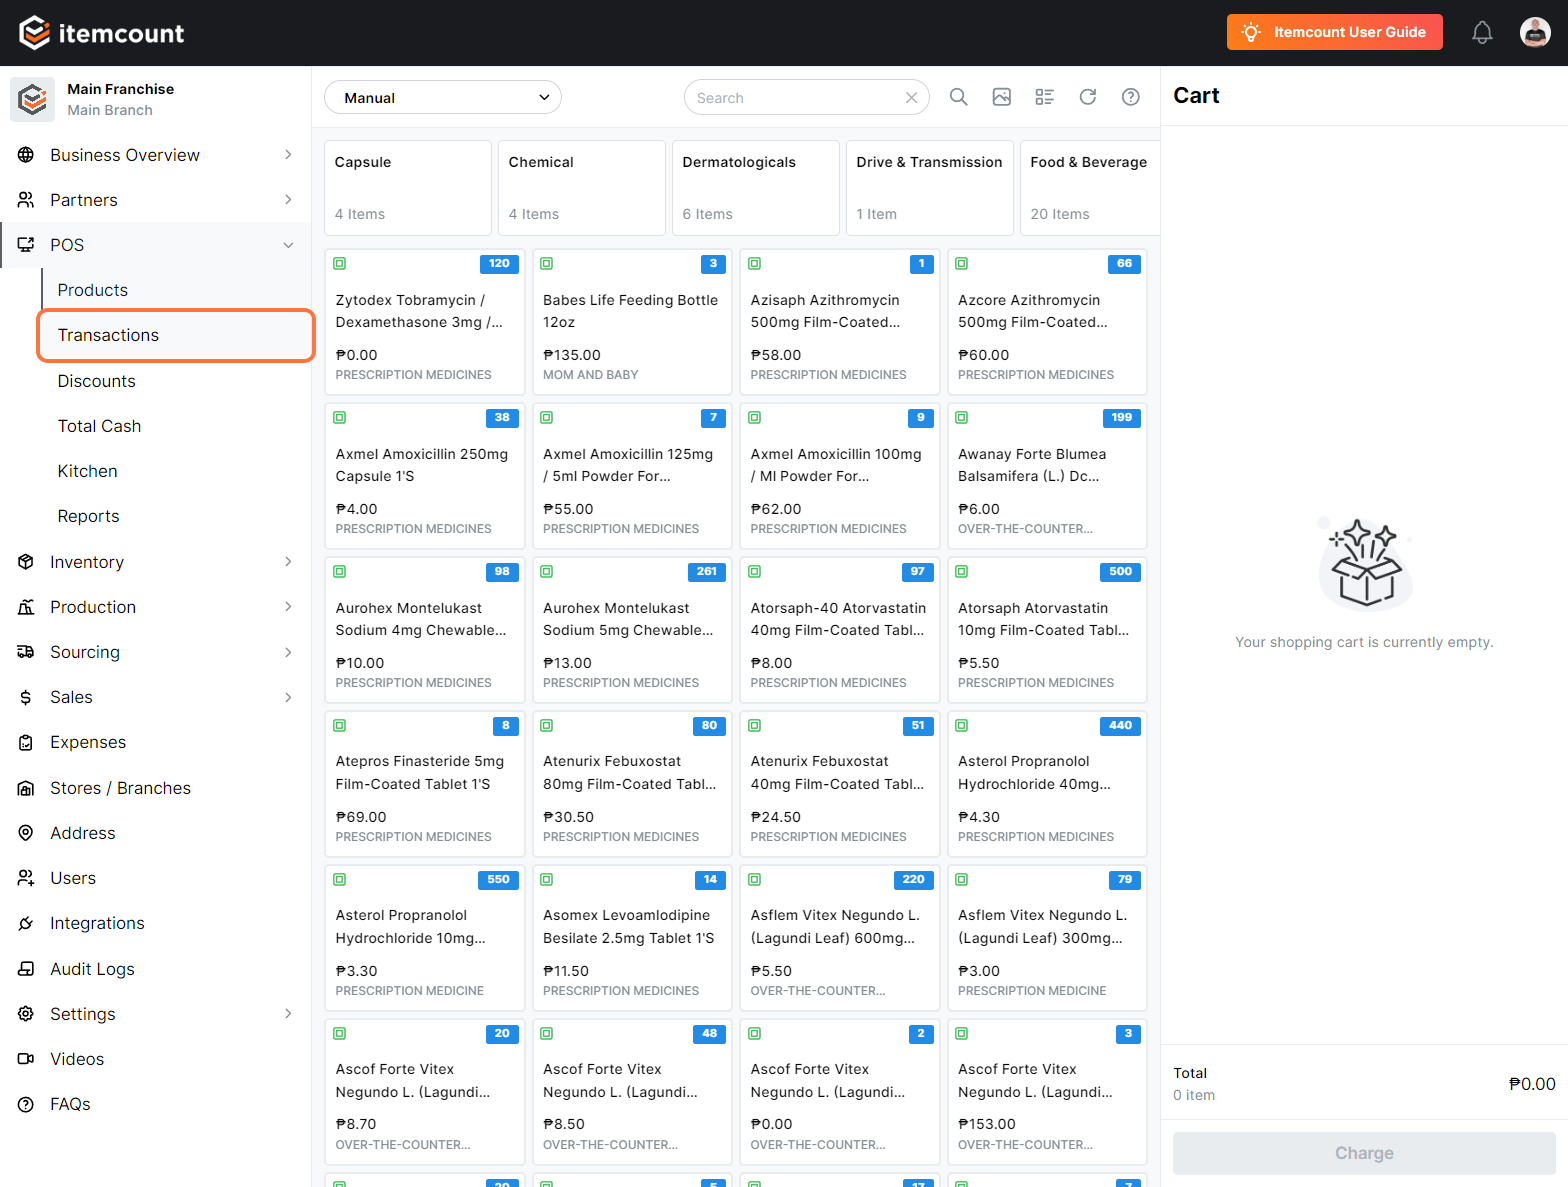 itemcount
Itemcount User Guide
Main Franchise
Main Branch
Business Overview
Partners
POS
Products
Transactions
Discounts
Total Cash
Kitchen
Reports
Inventory
Production
Sourcing
Sales
Expenses
Stores / Branches
Address
Users
Integrations
Audit Logs
Settings
Videos
FAQs
Manual
Search
Capsule
4 Items
Chemical
4 Items
Dermatologicals
6 Items
Drive & Transmission
1 Item
Food & Beverage
20 Items
120
Zytodex Tobramycin /
Dexamethasone 3mg /...
₱0.00
PRESCRIPTION MEDICINES
3
Babes Life Feeding Bottle
12oz
₱135.00
MOM AND BABY
1
Azisaph Azithromycin
500mg Film-Coated...
₱58.00
PRESCRIPTION MEDICINES
66
Azcore Azithromycin
500mg Film-Coated...
₱60.00
PRESCRIPTION MEDICINES
38
Axmel Amoxicillin 250mg
Capsule 1'S
₱4.00
PRESCRIPTION MEDICINES
7
Axmel Amoxicillin 125mg
/ 5ml Powder For...
₱55.00
PRESCRIPTION MEDICINES
9
Axmel Amoxicillin 100mg
/ Ml Powder For...
₱62.00
PRESCRIPTION MEDICINES
199
Awanay Forte Blumea
Balsamifera (L.) Dc...
₱6.00
OVER-THE-COUNTER...
98
Aurohex Montelukast
Sodium 4mg Chewable...
₱10.00
PRESCRIPTION MEDICINES
261
Aurohex Montelukast
Sodium 5mg Chewable...
₱13.00
PRESCRIPTION MEDICINES
97
Atorsaph-40 Atorvastatin
40mg Film-Coated Tabl...
₱8.00
PRESCRIPTION MEDICINES
500
Atorsaph Atorvastatin
10mg Film-Coated Tabl...
₱5.50
PRESCRIPTION MEDICINES
8
Atepros Finasteride 5mg
Film-Coated Tablet 1'S
₱69.00
PRESCRIPTION MEDICINES
80
Atenurix Febuxostat
80mg Film-Coated Tabl...
₱30.50
PRESCRIPTION MEDICINES
51
Atenurix Febuxostat
40mg Film-Coated Tabl...
₱24.50
PRESCRIPTION MEDICINES
440
Asterol Propranolol
Hydrochloride 40mg...
₱4.30
PRESCRIPTION MEDICINES
550
Asterol Propranolol
Hydrochloride 10mg...
₱3.30
PRESCRIPTION MEDICINE
14
Asomex Levoamlodipine
Besilate 2.5mg Tablet 1'S
₱11.50
PRESCRIPTION MEDICINES
220
Asflem Vitex Negundo L.
(Lagundi Leaf) 600mg...
₱5.50
OVER-THE-COUNTER...
79
Asflem Vitex Negundo L.
(Lagundi Leaf) 300mg...
₱3.00
PRESCRIPTION MEDICINE
20
Ascof Forte Vitex
Negundo L. (Lagundi...
₱8.70
OVER-THE-COUNTER...
48
Ascof Forte Vitex
Negundo L. (Lagundi...
₱8.50
OVER-THE-COUNTER...
2
Ascof Forte Vitex
Negundo L. (Lagundi...
₱0.00
OVER-THE-COUNTER...
3
Ascof Forte Vitex
Negundo L. (Lagundi...
₱153.00
OVER-THE-COUNTER...
20
5
17
7
Cart
Your shopping cart is currently empty.
Total
0 item
₱0.00
Charge